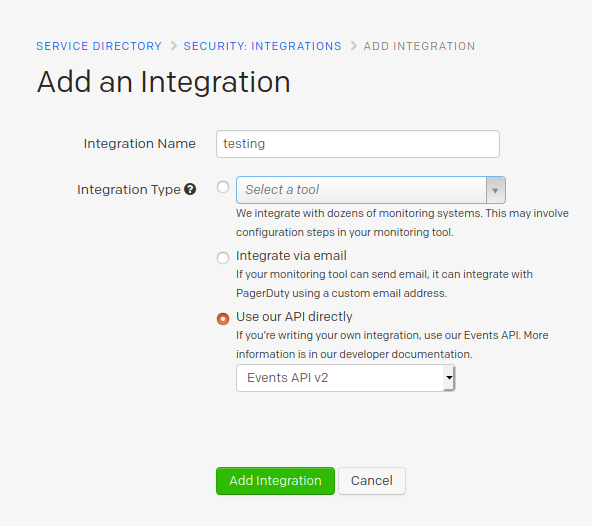 SERVICE DIRECTORY > SECURITY: INTEGRATIONS > ADD INTEGRATION
Add an Integration
Integration Name testing
Integration Type ? Select a tool
We integrate with dozens of monitoring systems. This may involve
configuration steps in your monitoring tool.
Integrate via email
If your monitoring tool can send email, it can integrate with
PagerDuty using a custom email address.
Use our API directly
If you're writing your own integration, use our Events API. More
information is in our developer documentation.
Events API v2
Add Integration Cancel